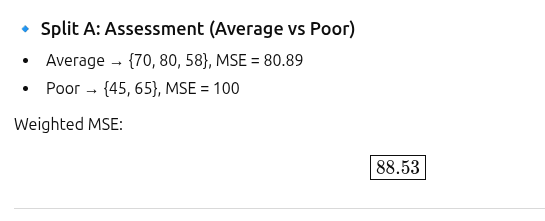 🔹 Split A: Assessment (Average vs Poor)
• Average → {70, 80, 58}, MSE = 80.89
• Poor → {45, 65}, MSE = 100
Weighted MSE:
88.53